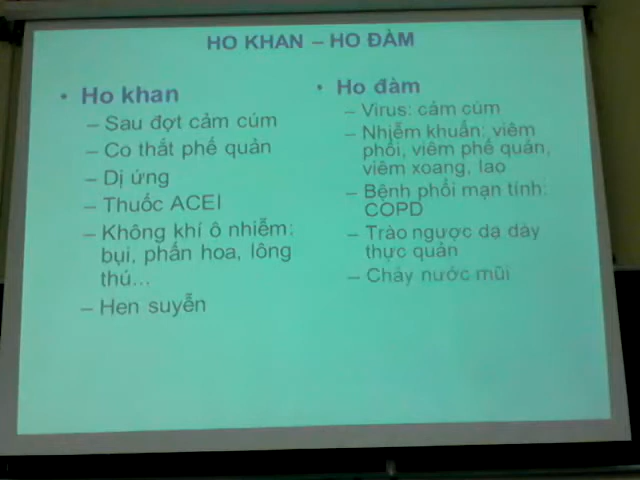 HO KHAN – HO ĐÀM
• Ho khan
– Sau đợt cảm cúm
– Co thắt phế quản
– Dị ứng
– Thuốc ACEI
– Không khí ô nhiễm:
bụi, phấn hoa, lông
thú...
– Hen suyễn
• Ho đàm
– Virus: cảm cúm
– Nhiễm khuẩn: viêm
phổi, viêm phế quản,
viêm xoang, lao
– Bệnh phổi mạn tính:
COPD
– Trào ngược dạ dày
thực quản
– Chảy nước mũi